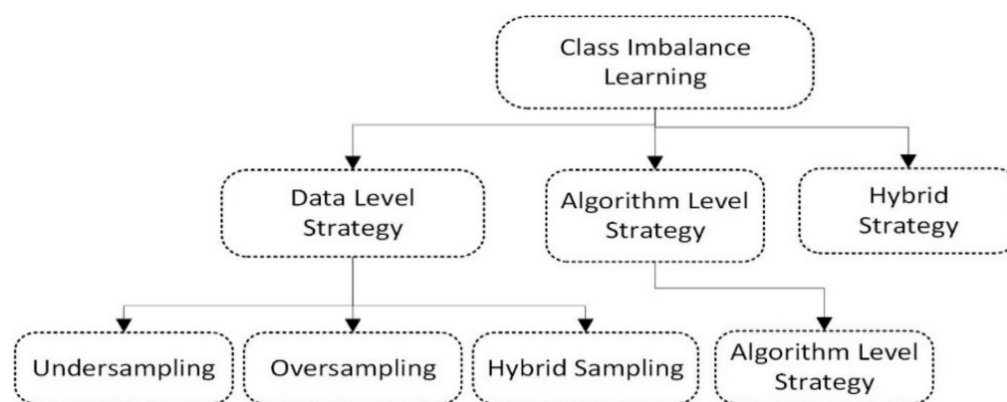 Class Imbalance
Learning
Data Level
Strategy
Algorithm Level
Strategy
Hybrid
Strategy
Undersampling
Oversampling
Hybrid Sampling
Algorithm Level
Strategy